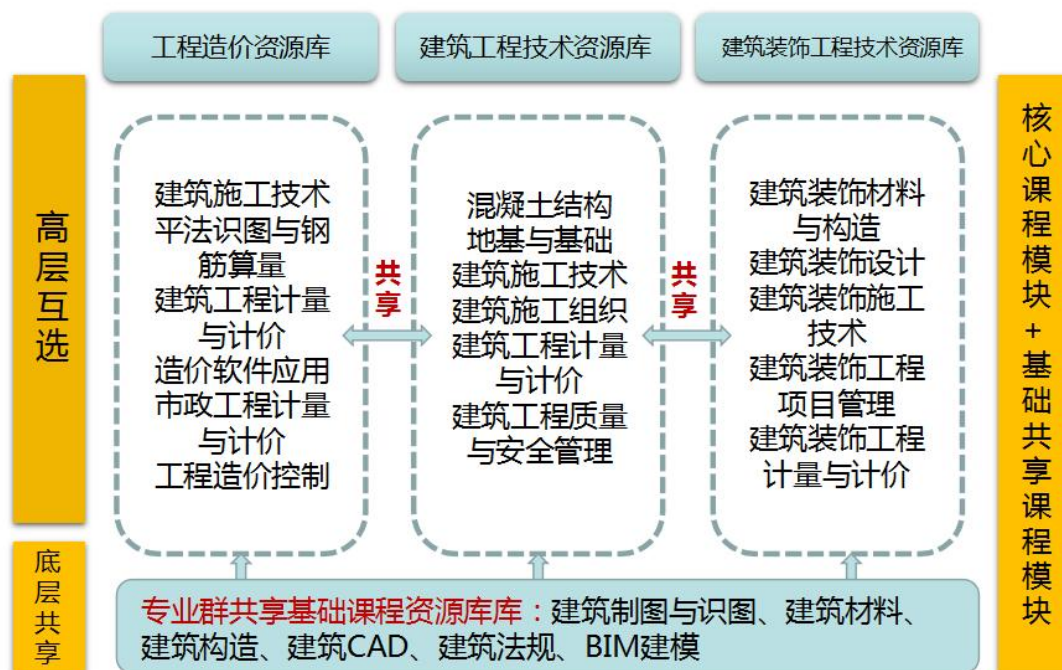 工程造价资源库
建筑工程技术资源库
建筑装饰工程技术资源库
高层互选
建筑施工技术
平法识图与钢
筋算量
建筑工程计量
与计价
造价软件应用
市政工程计量
与计价
工程造价控制
共享
混凝土结构
地基与基础
建筑施工技术
建筑施工组织
建筑工程计量
与计价
建筑工程质量
与安全管理
共享
建筑装饰材料
与构造
建筑装饰设计
建筑装饰施工
技术
建筑装饰工程
项目管理
建筑装饰工程
计量与计价
核心课程模块+基础共享课程模块
底层共享
专业群共享基础课程资源库库：建筑制图与识图、建筑材料、
建筑构造、建筑CAD、建筑法规、BIM建模